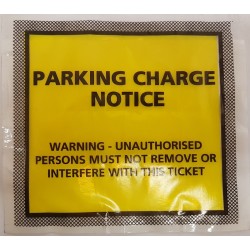 PARKING CHARGE
NOTICE
WARNING - UNAUTHORISED
PERSONS MUST NOT REMOVE OR
INTERFERE WITH THIS TICKET